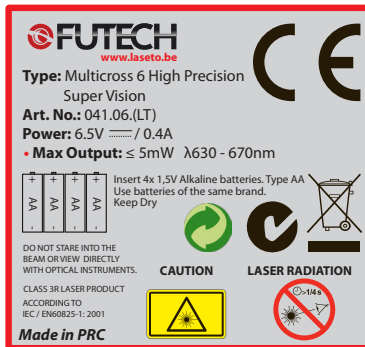 FUTECH
www.laseto.be
CE
Type: Multicross 6 High Precision
Super Vision
Art. No.: 041.06.(LT)
Power: 6.5V ⎓ / 0.4A
• Max Output: ≤ 5mW λ630 - 670nm
Insert 4x 1,5V Alkaline batteries. Type AA
Use batteries of the same brand.
Keep Dry
+ + + +
AA AA AA AA
- - - -
DO NOT STARE INTO THE
BEAM OR VIEW DIRECTLY
WITH OPTICAL INSTRUMENTS.
CLASS 3R LASER PRODUCT
ACCORDING TO
IEC / EN60825-1: 2001
Made in PRC
CAUTION
LASER RADIATION
>1/4s